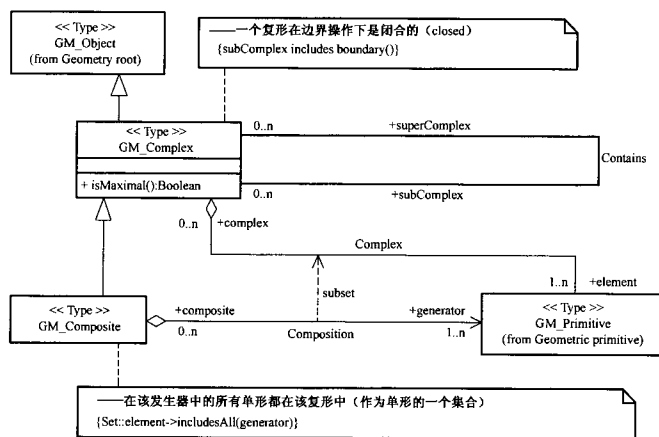 << Type >>
GM_Object
(from Geometry root)
——一个复形在边界操作下是闭合的（closed）
{subComplex includes boundary()}
<< Type >>
GM_Complex
+ isMaximal():Boolean
0..n
+superComplex
Contains
0..n
+subComplex
0..n
+complex
Complex
1..n
+element
subset
<< Type >>
GM_Composite
+composite
0..n
Composition
+generator
1..n
<< Type >>
GM_Primitive
(from Geometric primitive)
——在该发生器中的所有单形都在该复形中（作为单形的一个集合）
{Set::element->includesAll(generator)}